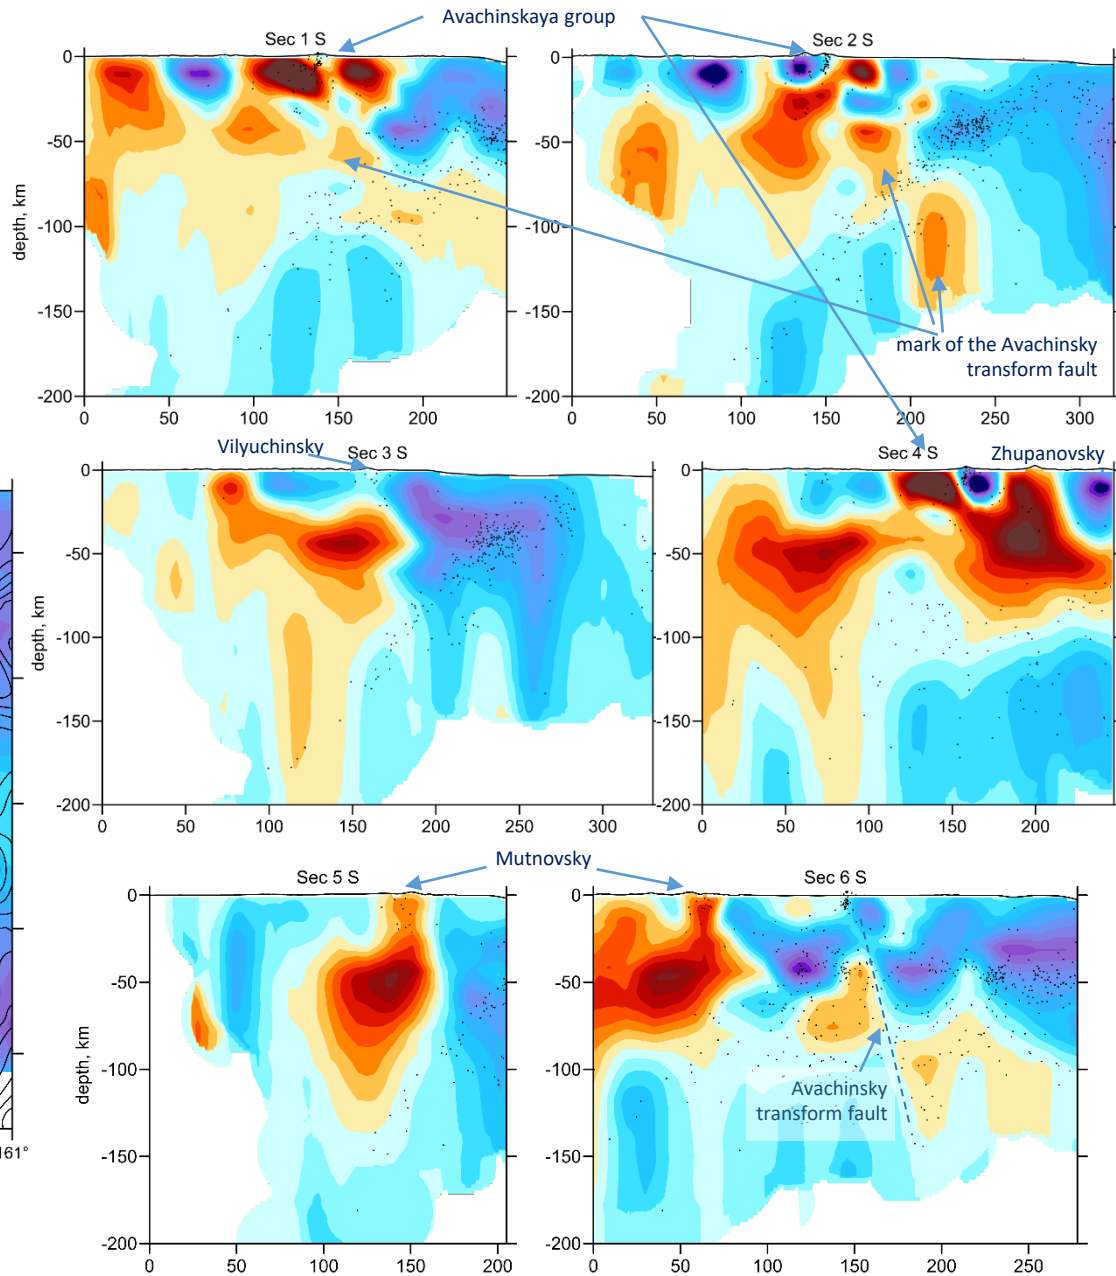 Avachinskaya group
Sec 1 S
Sec 2 S
0
-50
-100
-150
-200
depth, km
0 50 100 150 200
0
-50
-100
-150
-200
0 50 100 150 200 250 300
mark of the Avachinsky
transform fault
Vilyuchinsky
Sec 3 S
Sec 4 S
Zhupanovsky
0
-50
-100
-150
-200
depth, km
0 50 100 150 200 250 300
0
-50
-100
-150
-200
0 50 100 150 200
Mutnovsky
Sec 5 S
Sec 6 S
0
-50
-100
-150
-200
depth, km
0 50 100 150 200
0
-50
-100
-150
-200
0 50 100 150 200 250
Avachinsky
transform fault
161°